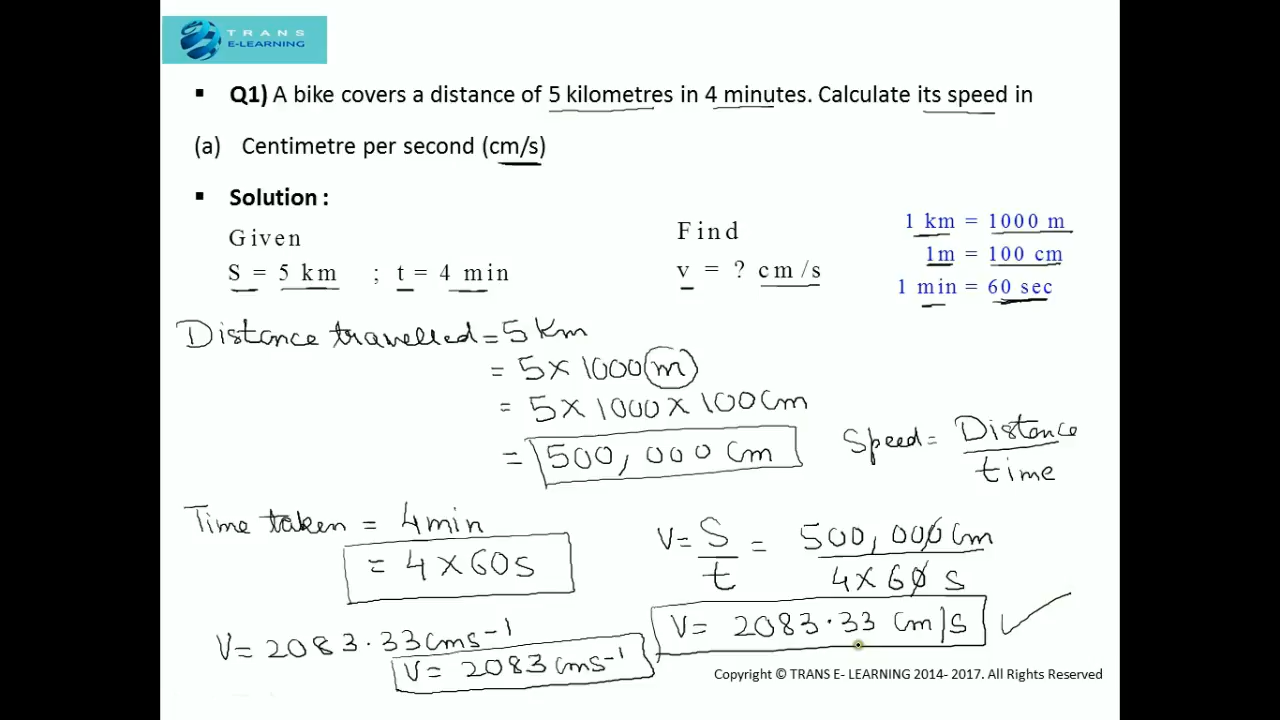 TRANS
E-LEARNING
▪ Q1) A bike covers a distance of 5 kilometres in 4 minutes. Calculate its speed in
(a) Centimetre per second (cm/s)
▪ Solution :
Given
S = 5 km ; t = 4 min
Find
v = ? cm/s
1 km = 1000 m
1m = 100 cm
1 min = 60 sec
Distance travelled = 5 Km
= 5 × 1000 m
= 5 × 1000 × 100 cm
= 500,000 cm
Speed = Distance / time
Time taken = 4 min
= 4 × 60 s
V = S / t = 500,000 cm / 4 × 60 s
V = 2083.33 cm/s
V = 2083.33 cms-1
V = 2083 cms-1
Copyright © TRANS E- LEARNING 2014- 2017. All Rights Reserved